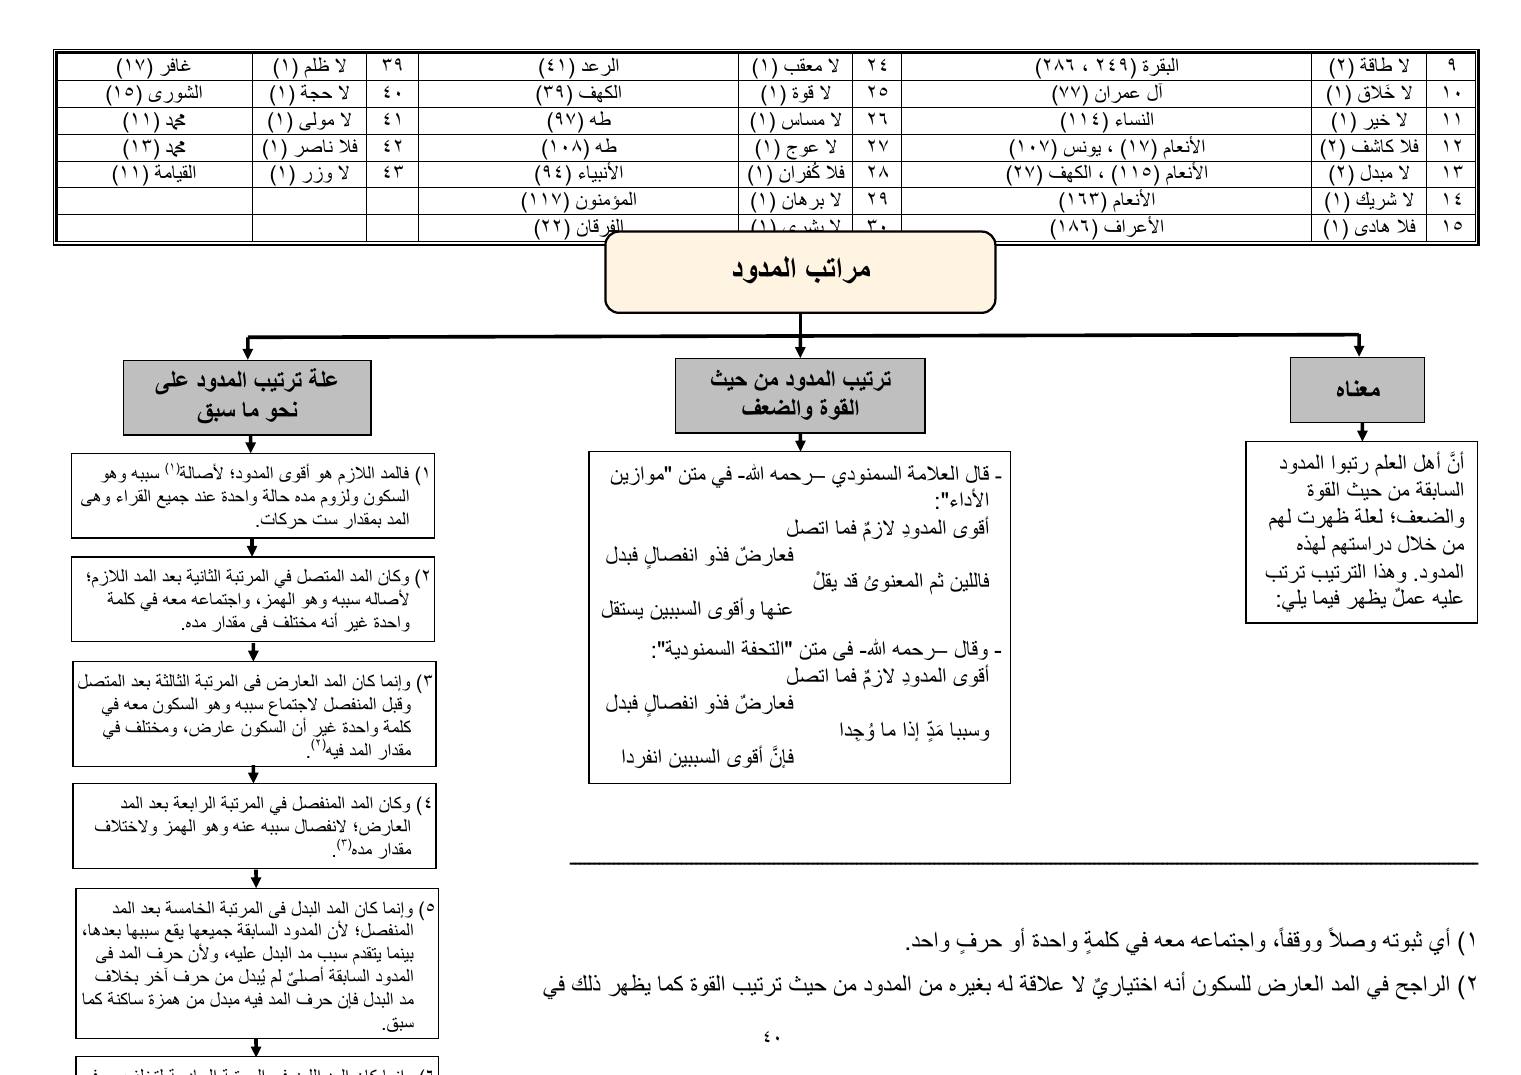 ٩ لا طاقة (٢) البقرة (٢٤٩ ، ٢٨٦) ٢٤ لا معقب (١) الرعد (٤١) ٣٩ لا ظلم (١) غافر (١٧)
١٠ لا خَلاق (١) آل عمران (٧٧) ٢٥ لا قوة (١) الكهف (٣٩) ٤٠ لا حجة (١) الشورى (١٥)
١١ لا خير (١) النساء (١١٤) ٢٦ لا مساس (١) طه (٩٧) ٤١ لا مولى (١) محمد (١١)
١٢ فلا كاشف (٢) الأنعام (١٧) ، يونس (١٠٧) ٢٧ لا عوج (١) طه (١٠٨) ٤٢ فلا ناصر (١) محمد (١٣)
١٣ لا مبدل (٢) الأنعام (١١٥) ، الكهف (٢٧) ٢٨ فلا كُفران (١) الأنبياء (٩٤) ٤٣ لا وزر (١) القيامة (١١)
١٤ لا شريك (١) الأنعام (١٦٣) ٢٩ لا برهان (١) المؤمنون (١١٧)
١٥ فلا هادى (١) الأعراف (١٨٦) ٣٠ لا بشرى (١) الفرقان (٢٢)
مراتب المدود
معناه
أنَّ أهل العلم رتبوا المدود
السابقة من حيث القوة
والضعف؛ لعلة ظهرت لهم
من خلال دراستهم لهذه
المدود. وهذا الترتيب ترتب
عليه عملٌ يظهر فيما يلي:
ترتيب المدود من حيث
القوة والضعف
- قال العلامة السمنودي –رحمه الله- في متن "موازين
الأداء":
أقوى المدودِ لازمٌ فما اتصل
فعارضٌ فذو انفصالٍ فبدل
فاللين ثم المعنوىُ قد يقلْ
عنها وأقوى السببين يستقل
- وقال –رحمه الله- فى متن "التحفة السمنودية":
أقوى المدودِ لازمٌ فما اتصل
فعارضٌ فذو انفصالٍ فبدل
وسببا مَدٍّ إذا ما وُجِدا
فإنَّ أقوى السببين انفردا
علة ترتيب المدود على
نحو ما سبق
١) فالمد اللازم هو أقوى المدود؛ لأصالة(١) سببه وهو
السكون ولزوم مده حالة واحدة عند جميع القراء وهى
المد بمقدار ست حركات.
٢) وكان المد المتصل في المرتبة الثانية بعد المد اللازم؛
لأصاله سببه وهو الهمز، واجتماعه معه في كلمة
واحدة غير أنه مختلف فى مقدار مده.
٣) وإنما كان المد العارض فى المرتبة الثالثة بعد المتصل
وقبل المنفصل لاجتماع سببه وهو السكون معه في
كلمة واحدة غير أن السكون عارض، ومختلف في
مقدار المد فيه(٢).
٤) وكان المد المنفصل في المرتبة الرابعة بعد المد
العارض؛ لانفصال سببه عنه وهو الهمز ولاختلاف
مقدار مده(٣).
٥) وإنما كان المد البدل فى المرتبة الخامسة بعد المد
المنفصل؛ لأن المدود السابقة جميعها يقع سببها بعدها،
بينما يتقدم سبب مد البدل عليه، ولأن حرف المد فى
المدود السابقة أصلىٌ لم يُبدل من حرف آخر بخلاف
مد البدل فإن حرف المد فيه مبدل من همزة ساكنة كما
سبق.
١) أي ثبوته وصلاً ووقفاً، واجتماعه معه في كلمةٍ واحدة أو حرفٍ واحد.
٢) الراجح في المد العارض للسكون أنه اختياريٌ لا علاقة له بغيره من المدود من حيث ترتيب القوة كما يظهر ذلك في
٤٠